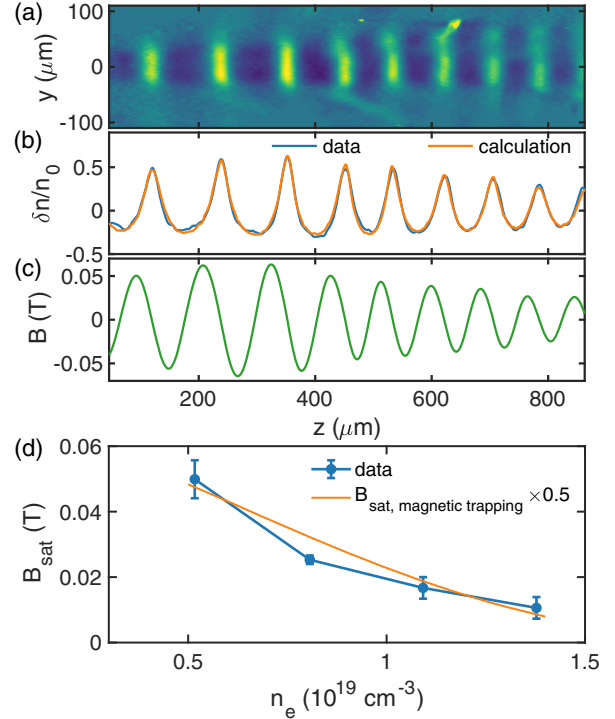 (a)
100
0
-100
y (μm)
(b)
data
calculation
0.5
0
-0.5
δn/n0
(c)
0.05
0
-0.05
B (T)
200
400
600
800
z (μm)
(d)
0.06
0.04
0.02
0
Bsat (T)
data
Bsat, magnetic trapping ×0.5
0.5
1
1.5
ne (10^19 cm^-3)